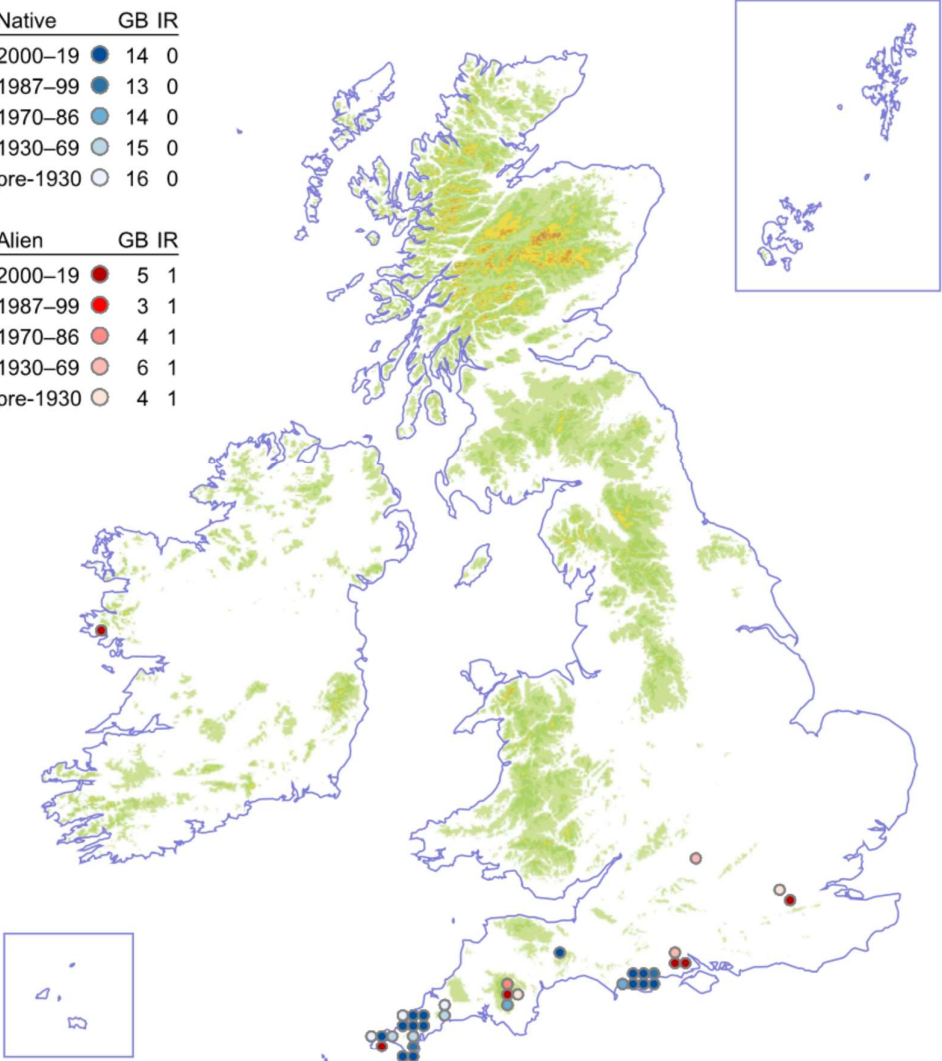 Native GB IR
2000–19 14 0
1987–99 13 0
1970–86 14 0
1930–69 15 0
pre-1930 16 0
Alien GB IR
2000–19 5 1
1987–99 3 1
1970–86 4 1
1930–69 6 1
pre-1930 4 1